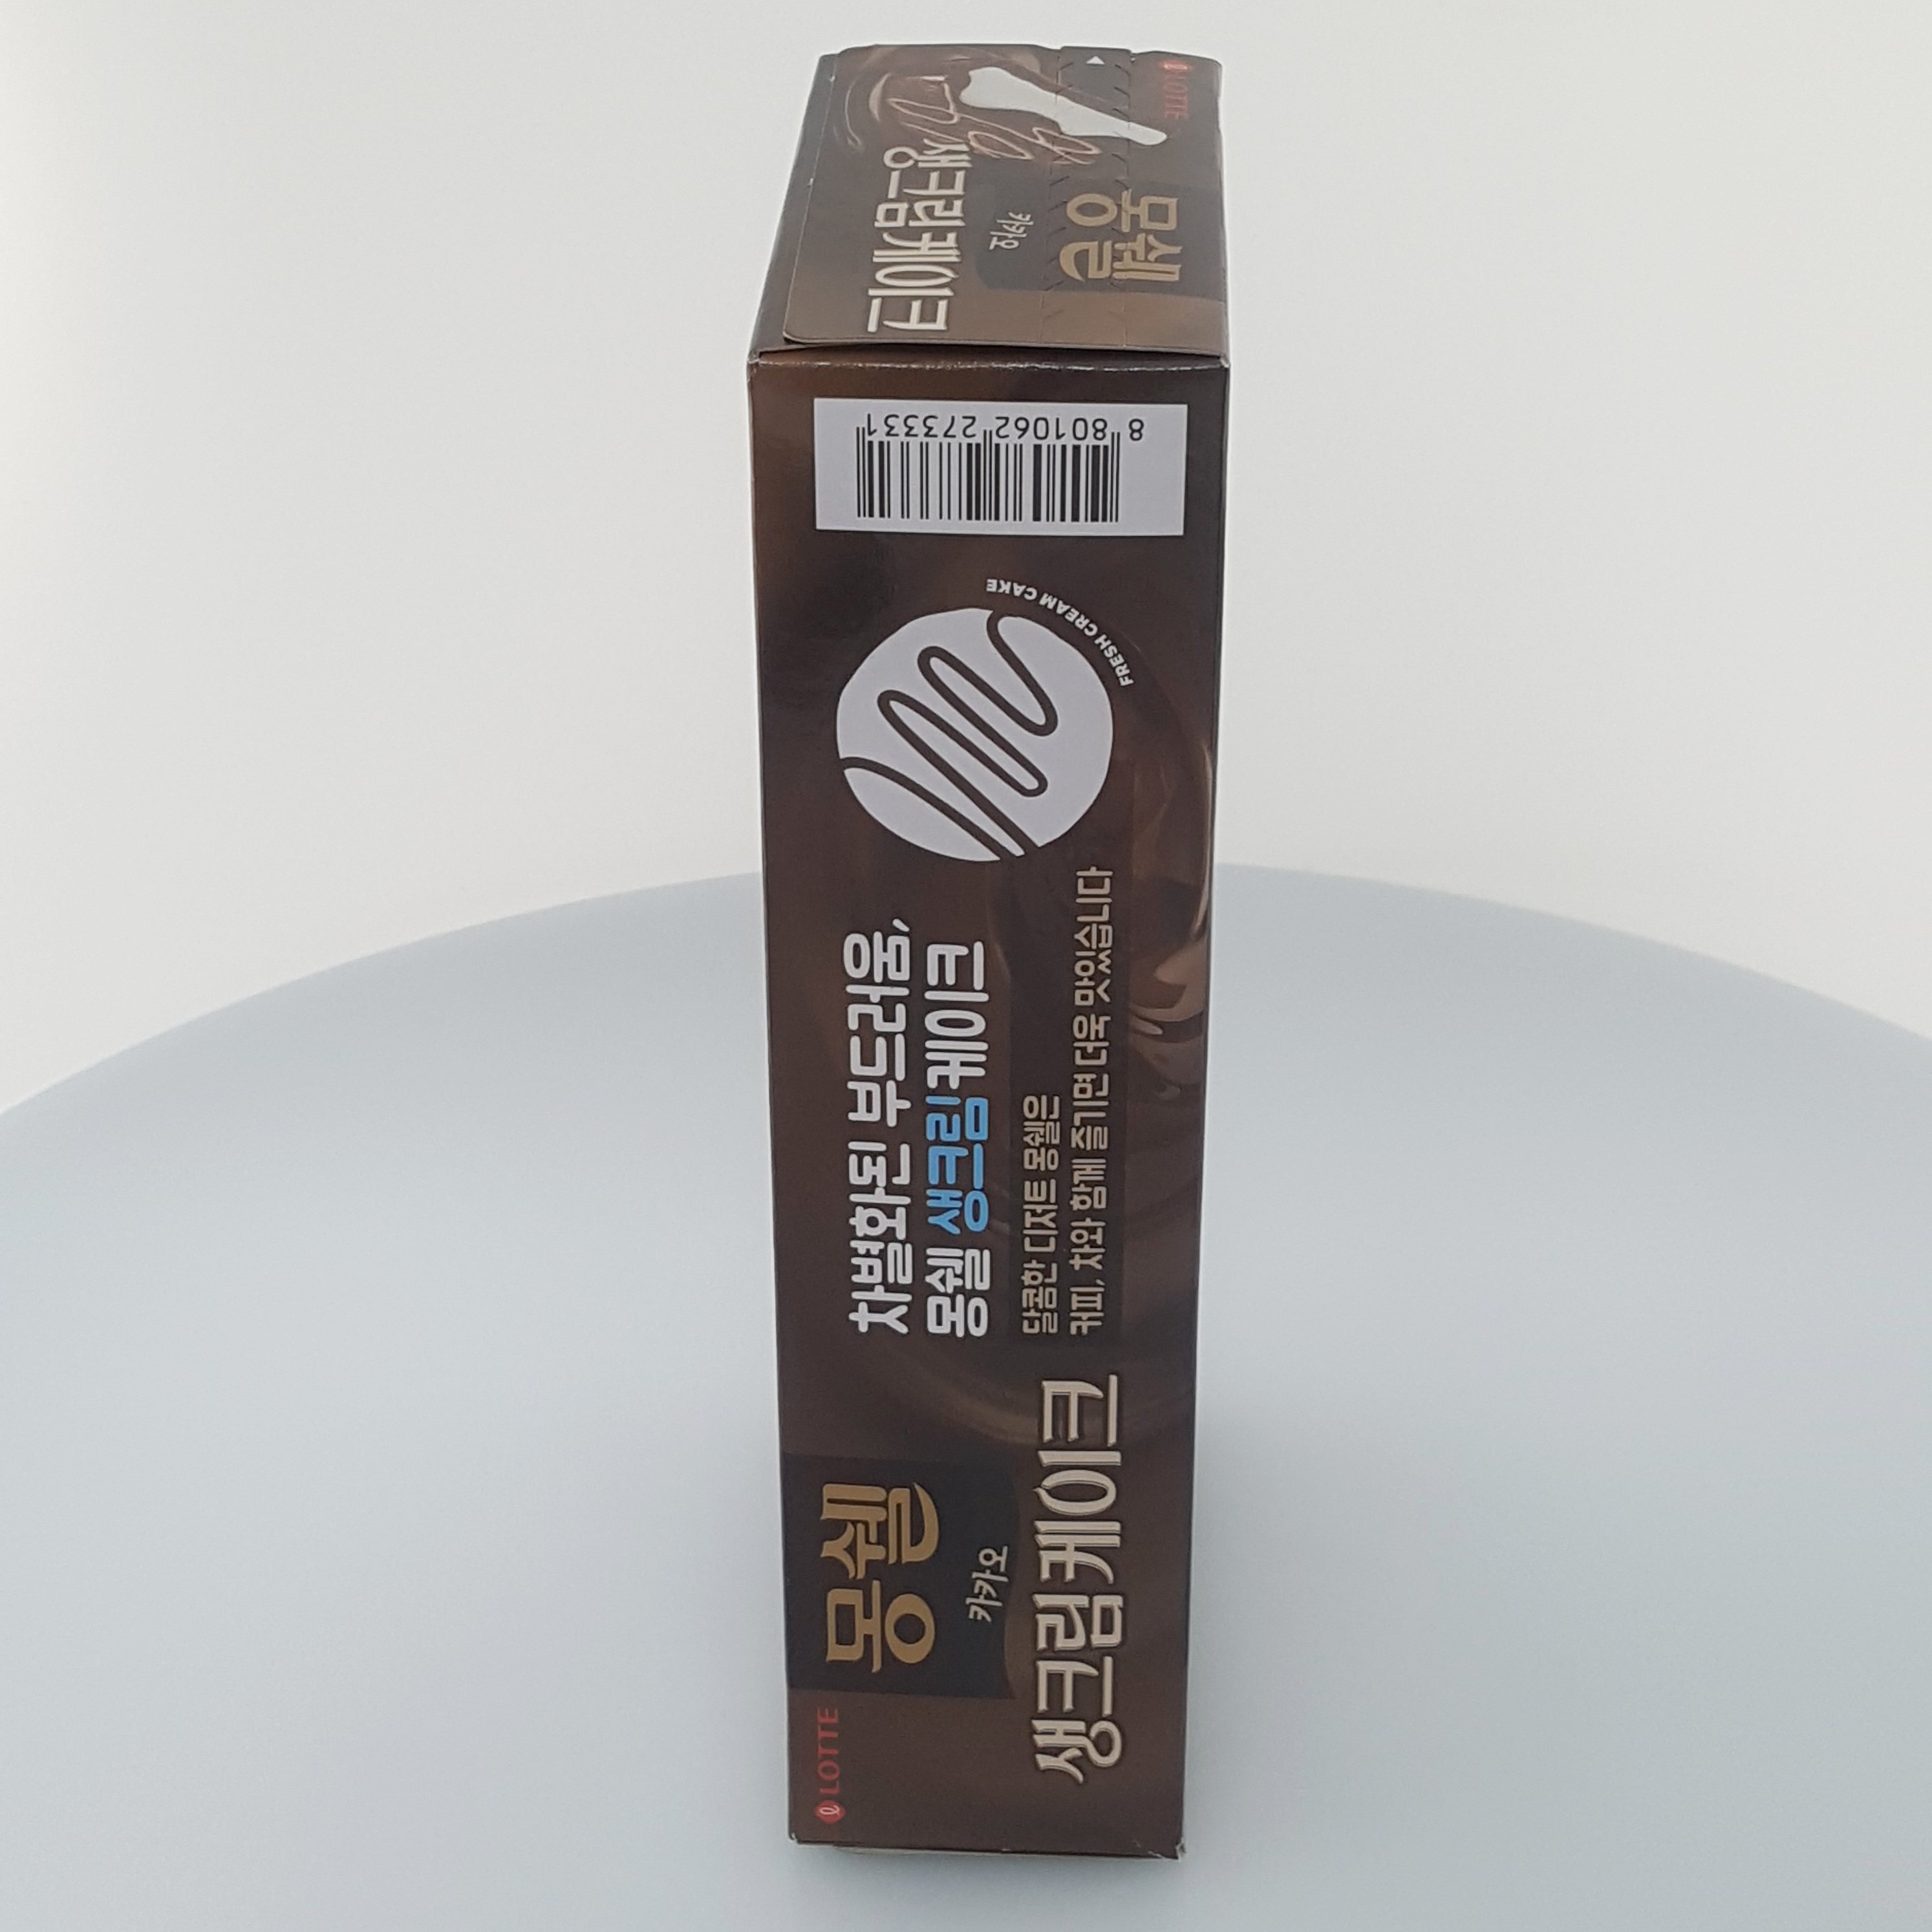 LOTTE
몽쉘
카카오
생크림케이크
8 801062 273331
FRESH CREAM CAKE
차별화된 부드러움,
몽쉘 생크림케이크
달콤한 디저트 몽쉘은
커피, 차와 함께 즐기면 더욱 맛있습니다
LOTTE
몽쉘
카카오
생크림케이크